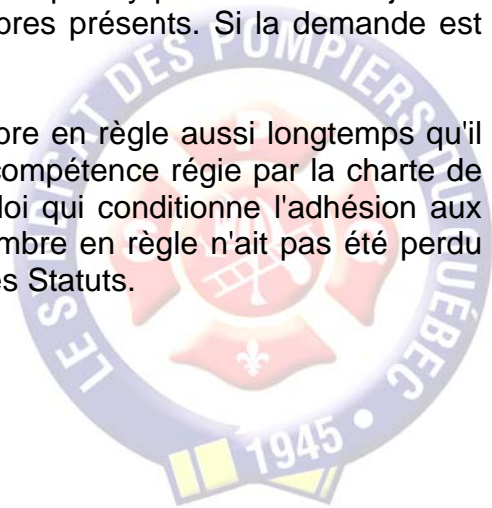 bres présents. Si la demande est
bre en règle aussi longtemps qu'il
compétence régie par la charte de
loi qui conditionne l'adhésion aux
mbre en règle n'ait pas été perdu
es Statuts.
LE SYNDICAT DES POMPIERS DU QUÉBEC
1945